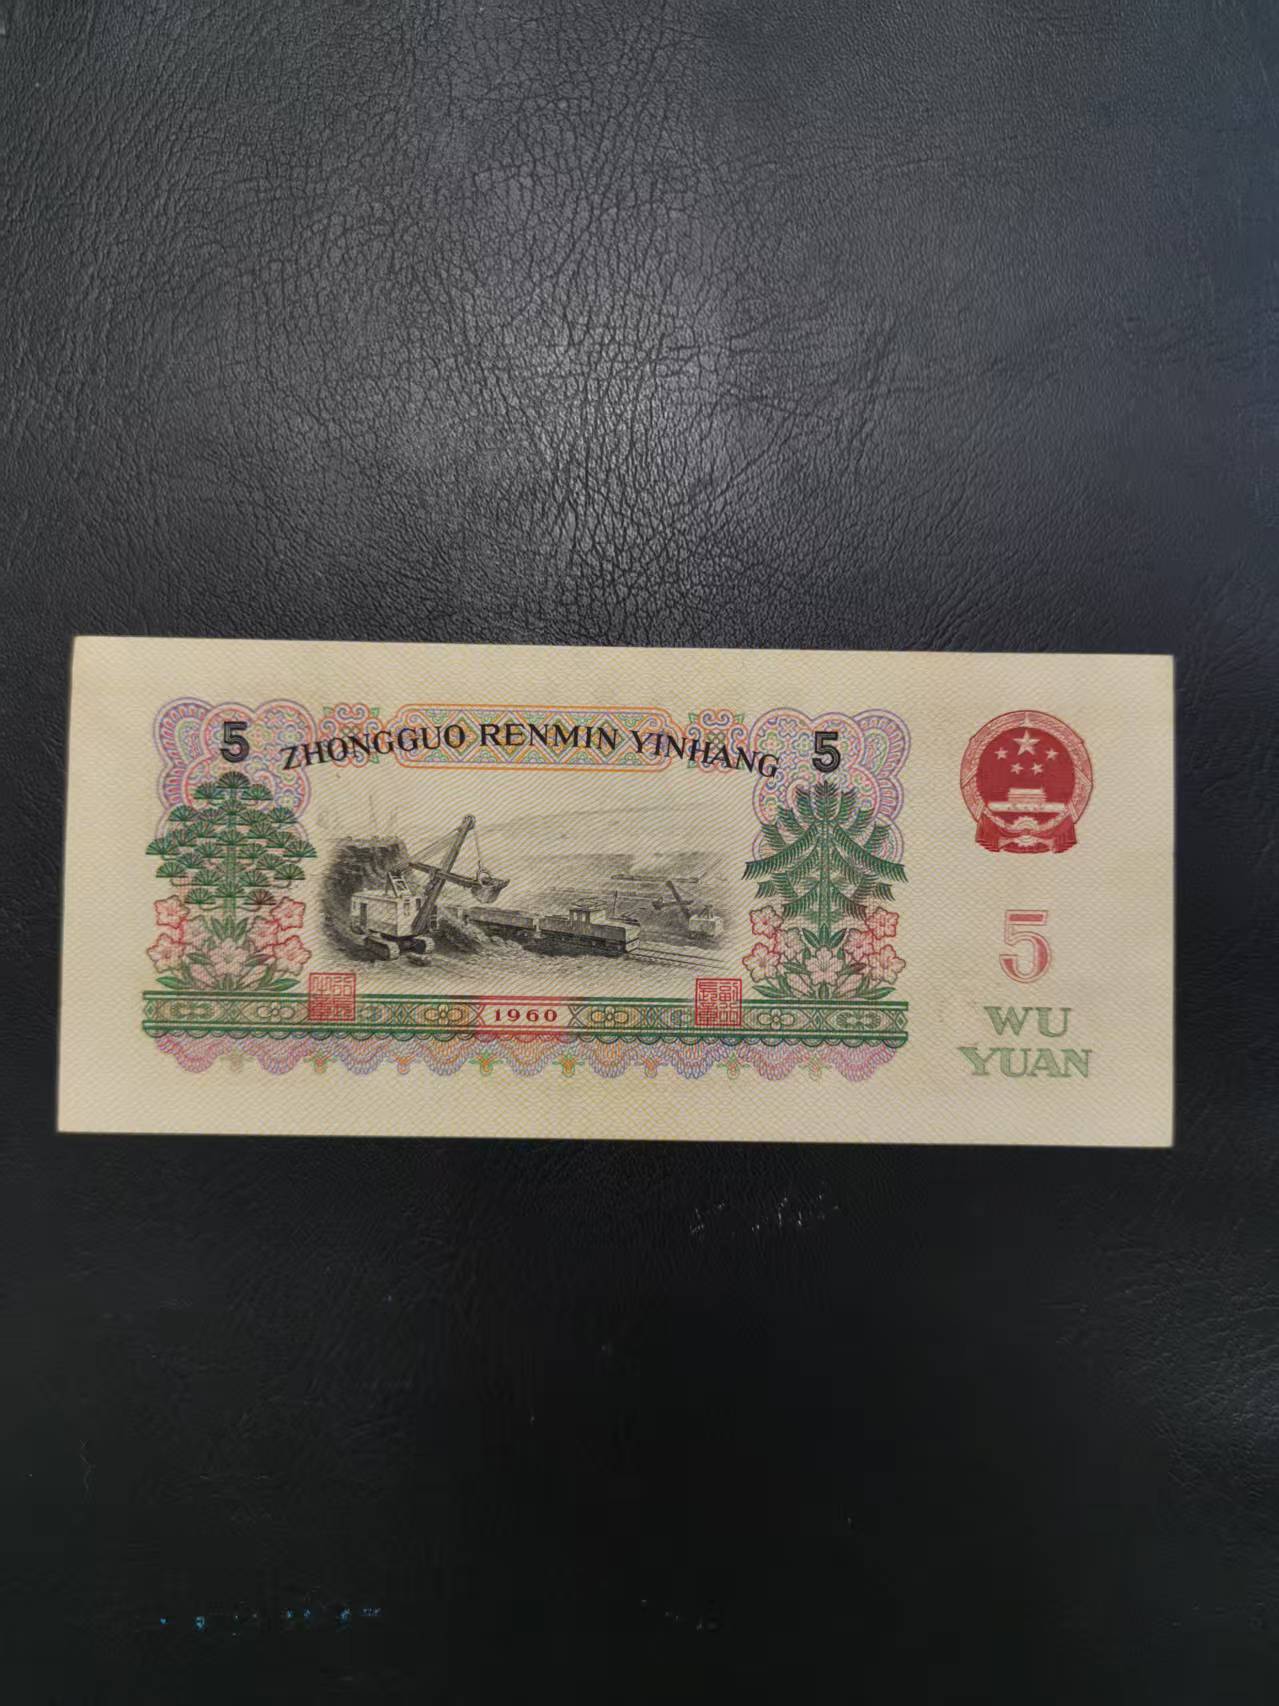 5 ZHONGGUO RENMIN YINHANG 5
1960
5
WU
YUAN